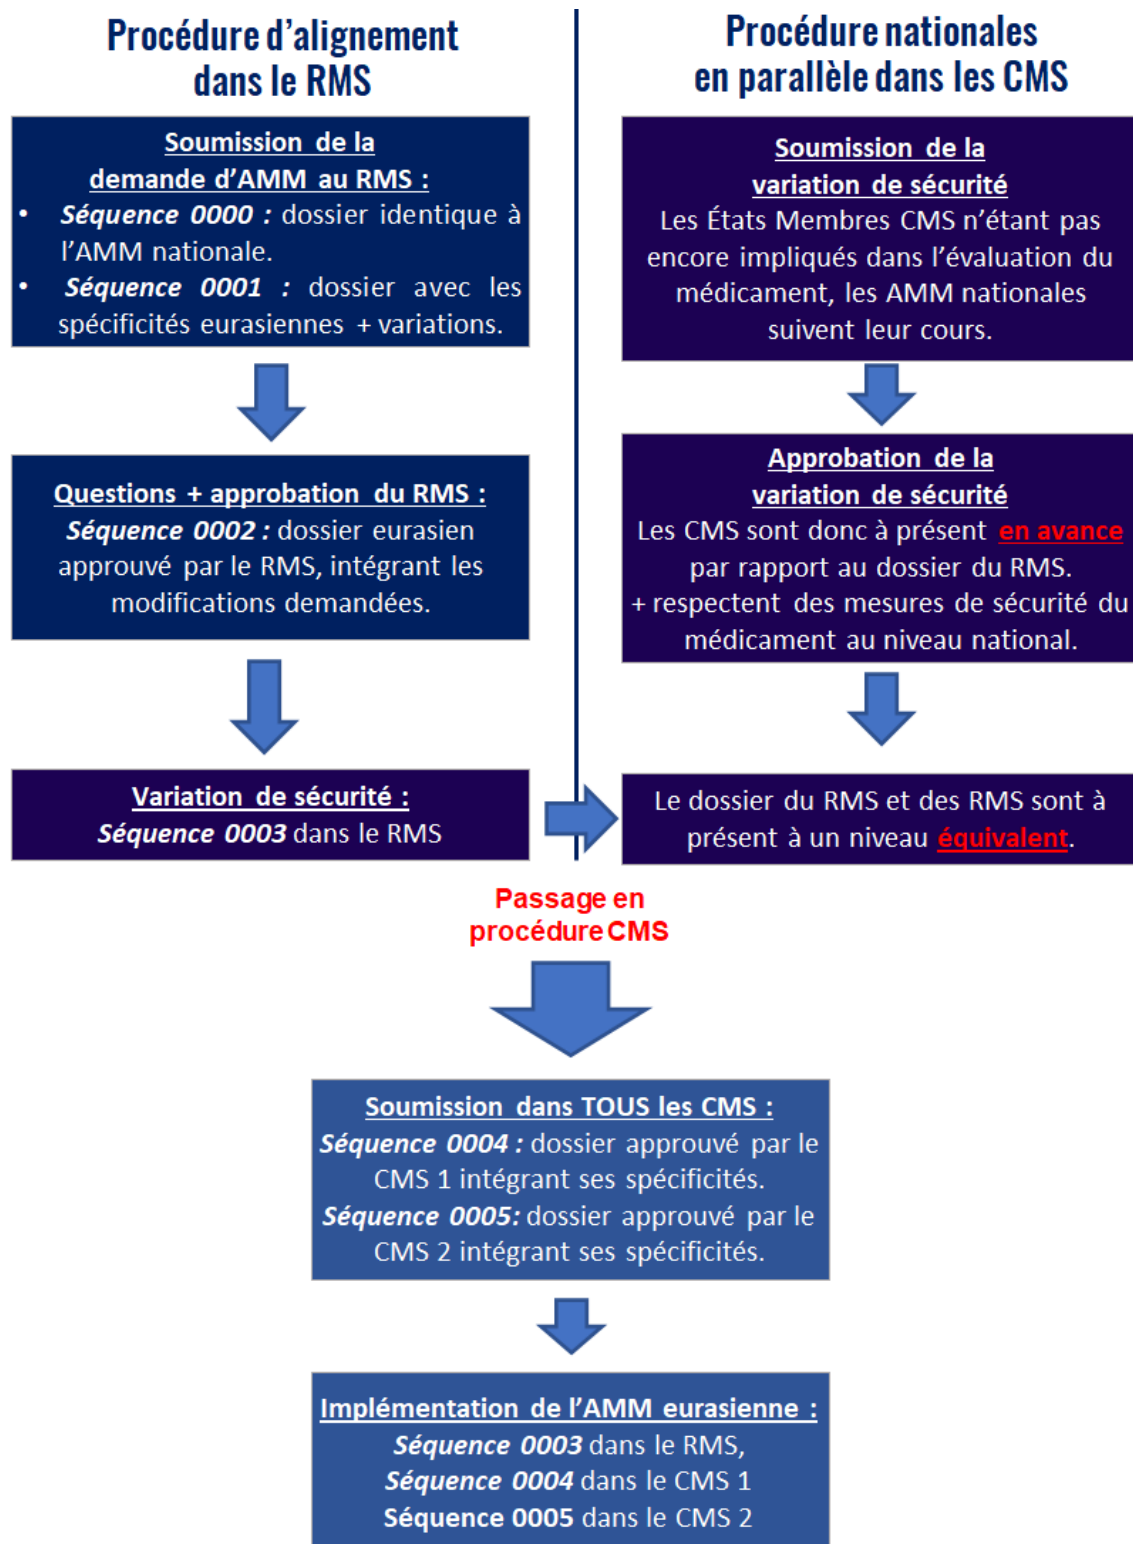 Procédure d’alignement
dans le RMS
Soumission de la
demande d’AMM au RMS :
• Séquence 0000 : dossier identique à
l’AMM nationale.
• Séquence 0001 : dossier avec les
spécificités eurasiennes + variations.
Questions + approbation du RMS :
Séquence 0002 : dossier eurasien
approuvé par le RMS, intégrant les
modifications demandées.
Variation de sécurité :
Séquence 0003 dans le RMS
Procédure nationales
en parallèle dans les CMS
Soumission de la
variation de sécurité
Les États Membres CMS n’étant pas
encore impliqués dans l’évaluation du
médicament, les AMM nationales
suivent leur cours.
Approbation de la
variation de sécurité
Les CMS sont donc à présent en avance
par rapport au dossier du RMS.
+ respectent des mesures de sécurité du
médicament au niveau national.
Le dossier du RMS et des RMS sont à
présent à un niveau équivalent.
Passage en
procédure CMS
Soumission dans TOUS les CMS :
Séquence 0004 : dossier approuvé par le
CMS 1 intégrant ses spécificités.
Séquence 0005: dossier approuvé par le
CMS 2 intégrant ses spécificités.
Implémentation de l’AMM eurasienne :
Séquence 0003 dans le RMS,
Séquence 0004 dans le CMS 1
Séquence 0005 dans le CMS 2